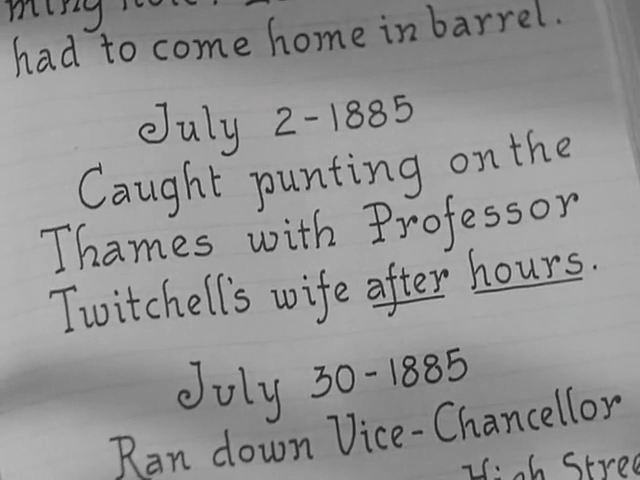 had to come home in barrel.
July 2-1885
Caught punting on the
Thames with Professor
Twitchell's wife after hours.
July 30-1885
Ran down Vice-Chancellor
High